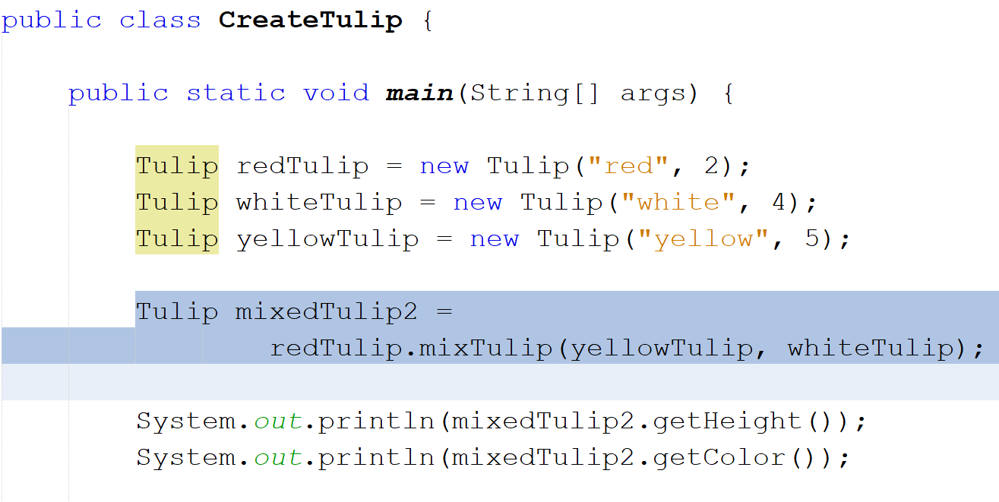 public class CreateTulip {
public static void main(String[] args) {
Tulip redTulip = new Tulip("red", 2);
Tulip whiteTulip = new Tulip("white", 4);
Tulip yellowTulip = new Tulip("yellow", 5);
Tulip mixedTulip2 =
redTulip.mixTulip(yellowTulip, whiteTulip);
System.out.println(mixedTulip2.getHeight());
System.out.println(mixedTulip2.getColor());